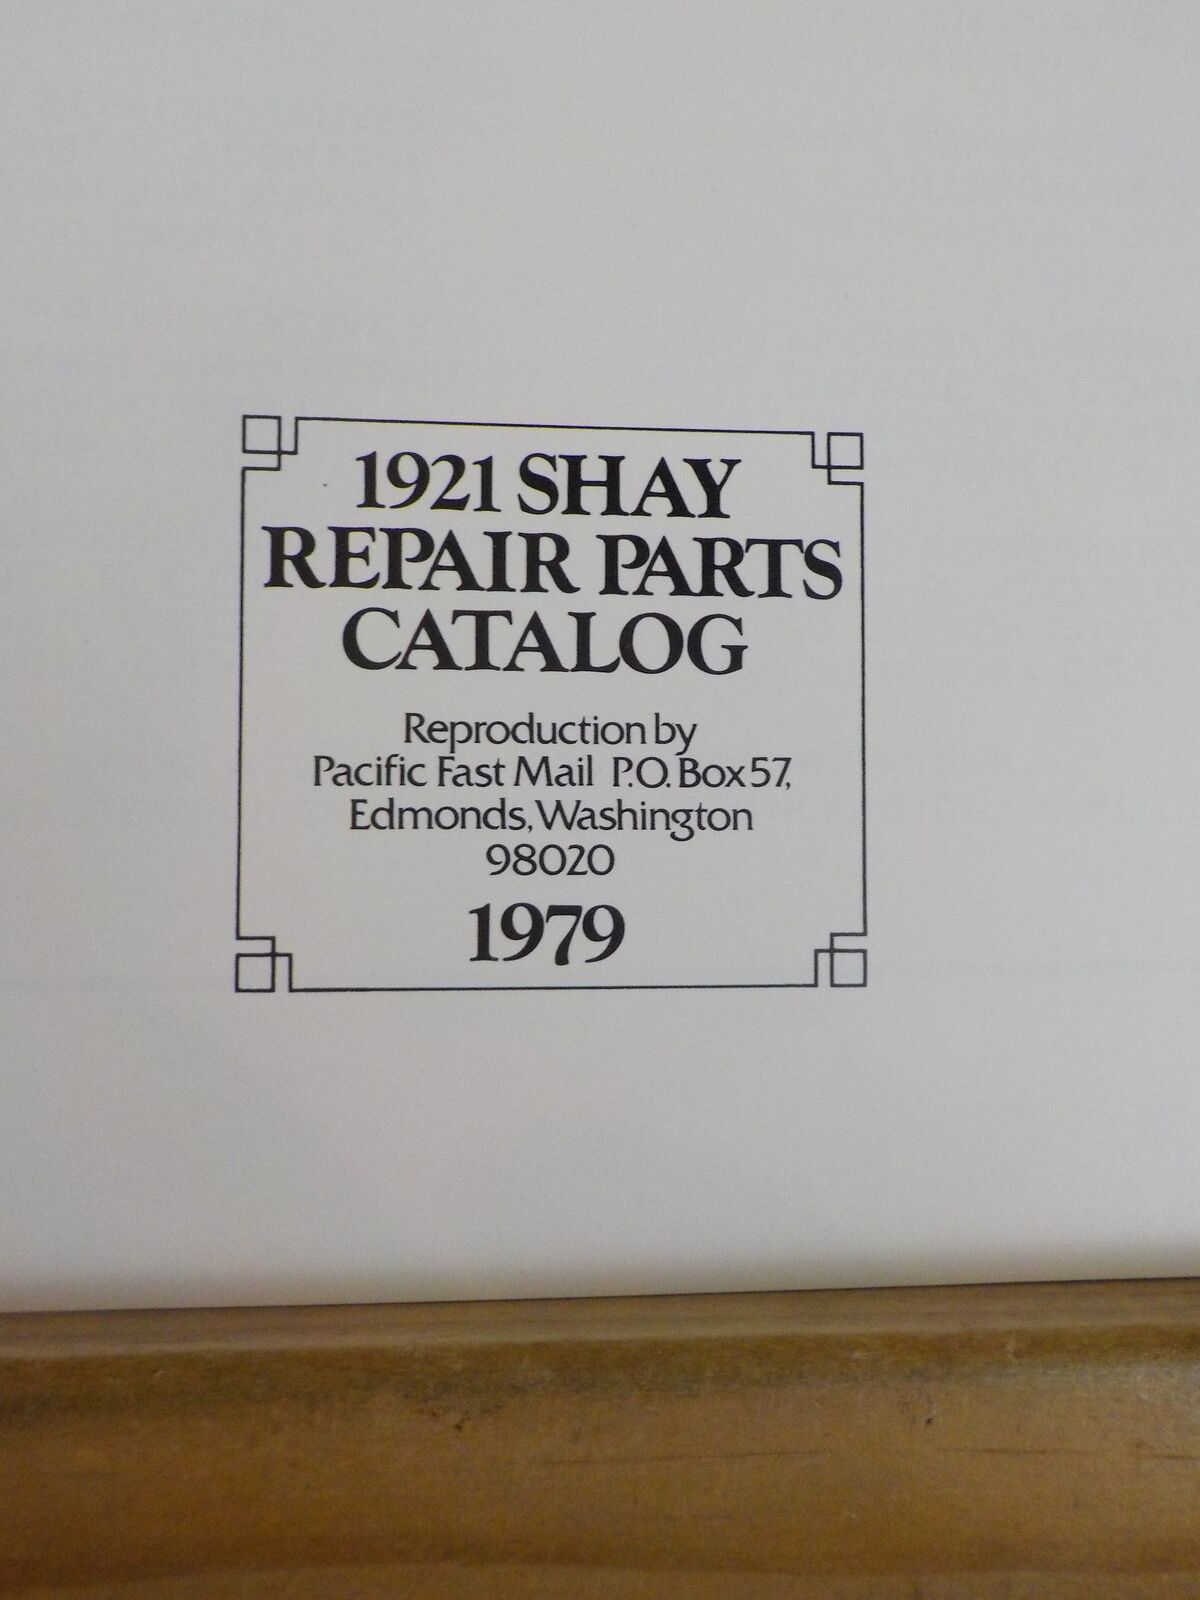 1921 SHAY
REPAIR PARTS
CATALOG
Reproduction by
Pacific Fast Mail P.O. Box 57,
Edmonds, Washington
98020
1979